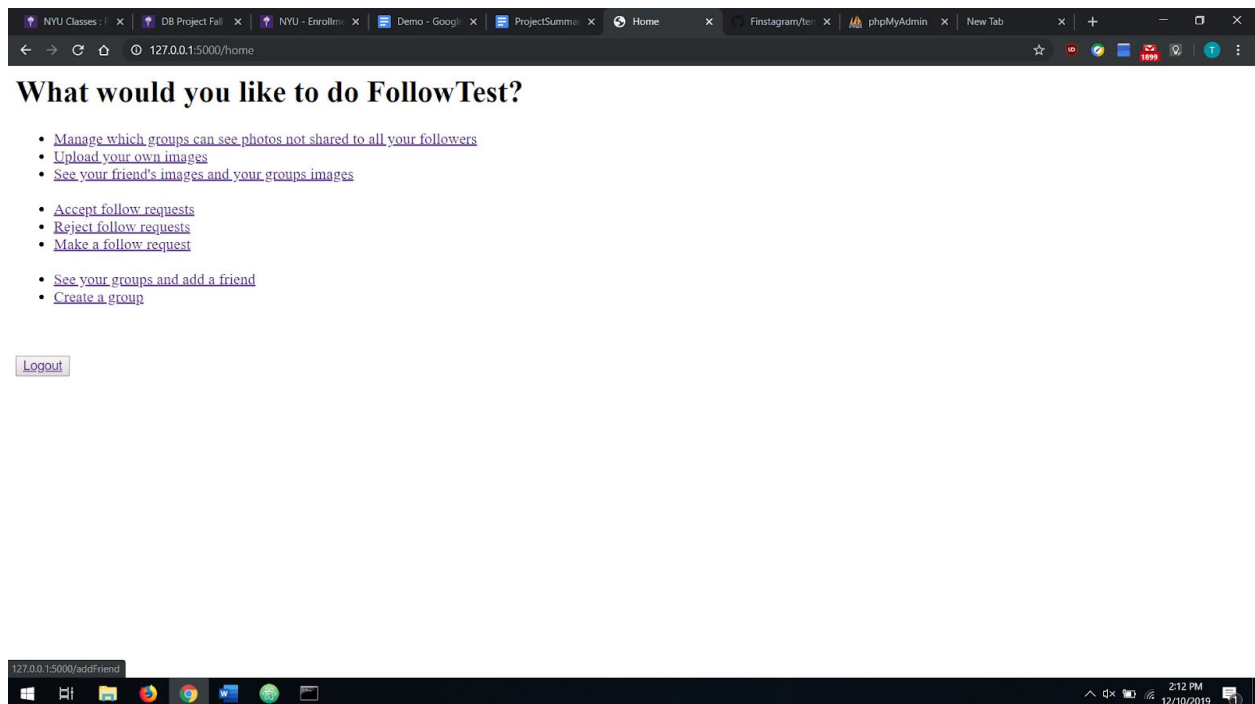 NYU Classes : F
DB Project Fall
NYU - Enrollme
Demo - Google
ProjectSummar
Home
Finstagram/tem
phpMyAdmin
New Tab
127.0.0.1:5000/home
1899
T
What would you like to do FollowTest?
Manage which groups can see photos not shared to all your followers
Upload your own images
See your friend's images and your groups images
Accept follow requests
Reject follow requests
Make a follow request
See your groups and add a friend
Create a group
Logout
127.0.0.1:5000/addFriend
2:12 PM
12/10/2019